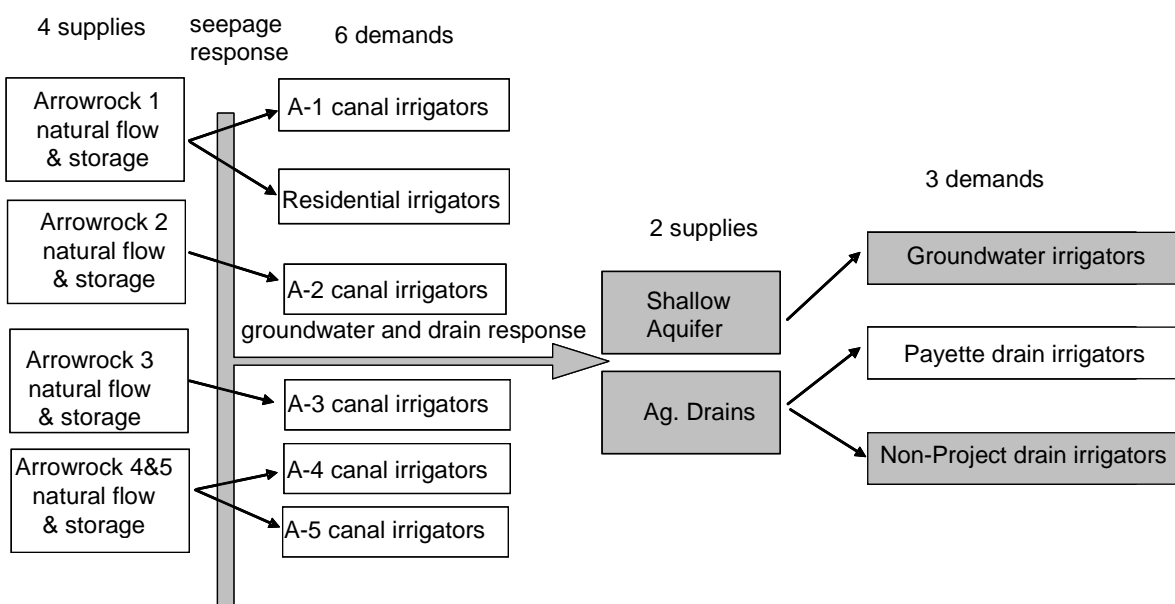 4 supplies
seepage
response
6 demands
Arrowrock 1
natural flow
& storage
A-1 canal irrigators
Residential irrigators
Arrowrock 2
natural flow
& storage
A-2 canal irrigators
groundwater and drain response
Arrowrock 3
natural flow
& storage
A-3 canal irrigators
Arrowrock 4&5
natural flow
& storage
A-4 canal irrigators
A-5 canal irrigators
2 supplies
Shallow
Aquifer
Ag. Drains
3 demands
Groundwater irrigators
Payette drain irrigators
Non-Project drain irrigators